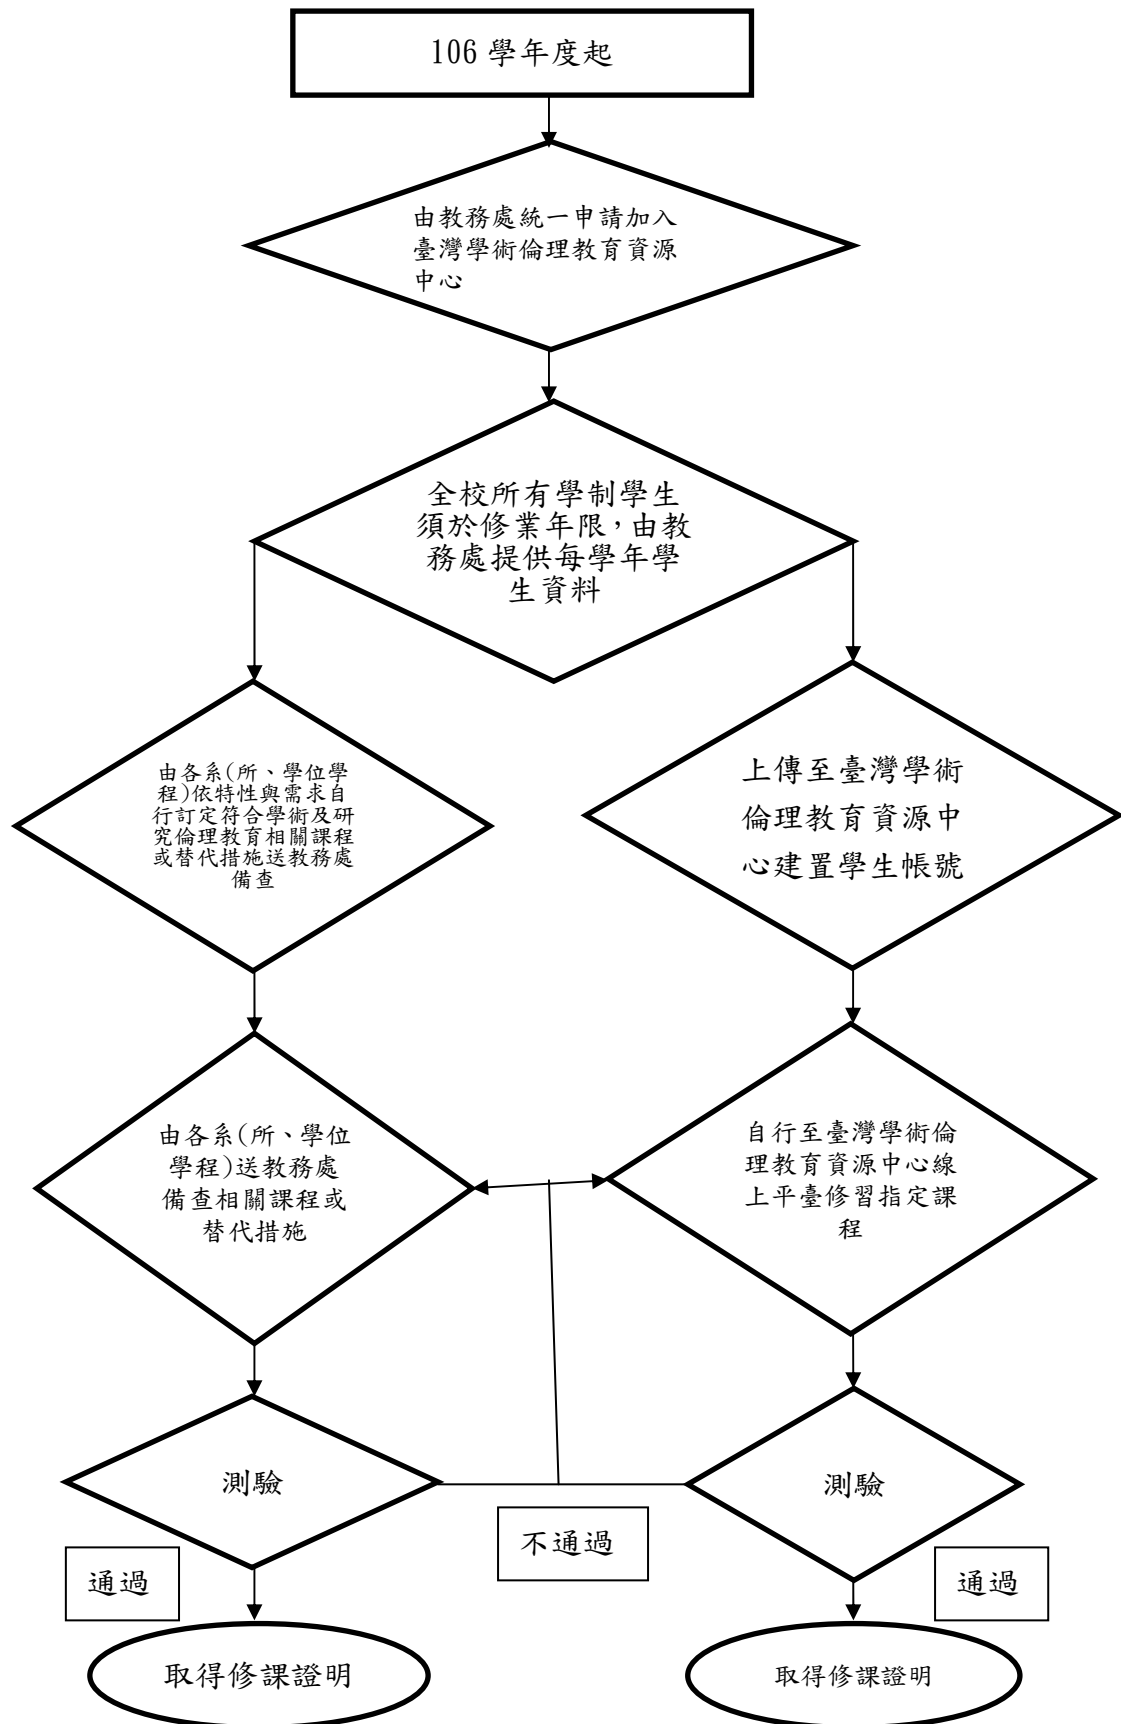 106 學年度起
由教務處統一申請加入
臺灣學術倫理教育資源
中心
全校所有學制學生
須於修業年限，由教
務處提供每學年學
生資料
由各系(所、學位學
程)依特性與需求自
行訂定符合學術及研
究倫理教育相關課程
或替代措施送教務處
備查
上傳至臺灣學術
倫理教育資源中
心建置學生帳號
由各系(所、學位
學程)送教務處
備查相關課程或
替代措施
自行至臺灣學術倫
理教育資源中心線
上平臺修習指定課
程
測驗
測驗
不通過
通過
通過
取得修課證明
取得修課證明